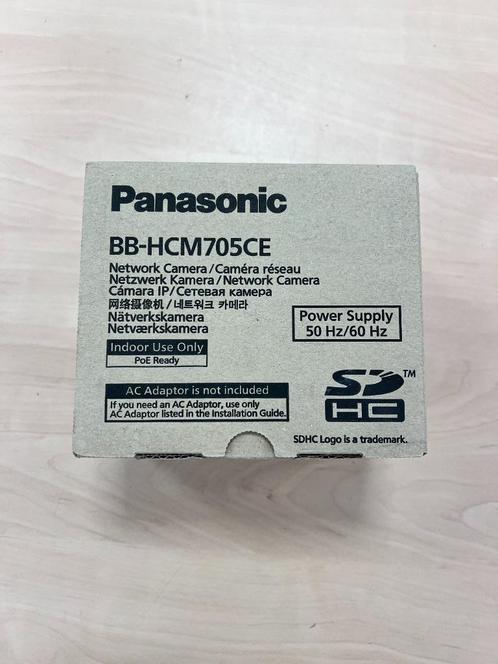 Panasonic
BB-HCM705CE
Network Camera/Caméra réseau
Netzwerk Kamera/Network Camera
Cámara IP/Сетевая камера
网络摄像机/네트워크 카메라
Nätverkskamera
Netværkskamera
Indoor Use Only
PoE Ready
Power Supply
50 Hz/60 Hz
AC Adaptor is not included
If you need an AC Adaptor, use only
AC Adaptor listed in the Installation Guide.
SD TM
HC
SDHC Logo is a trademark.